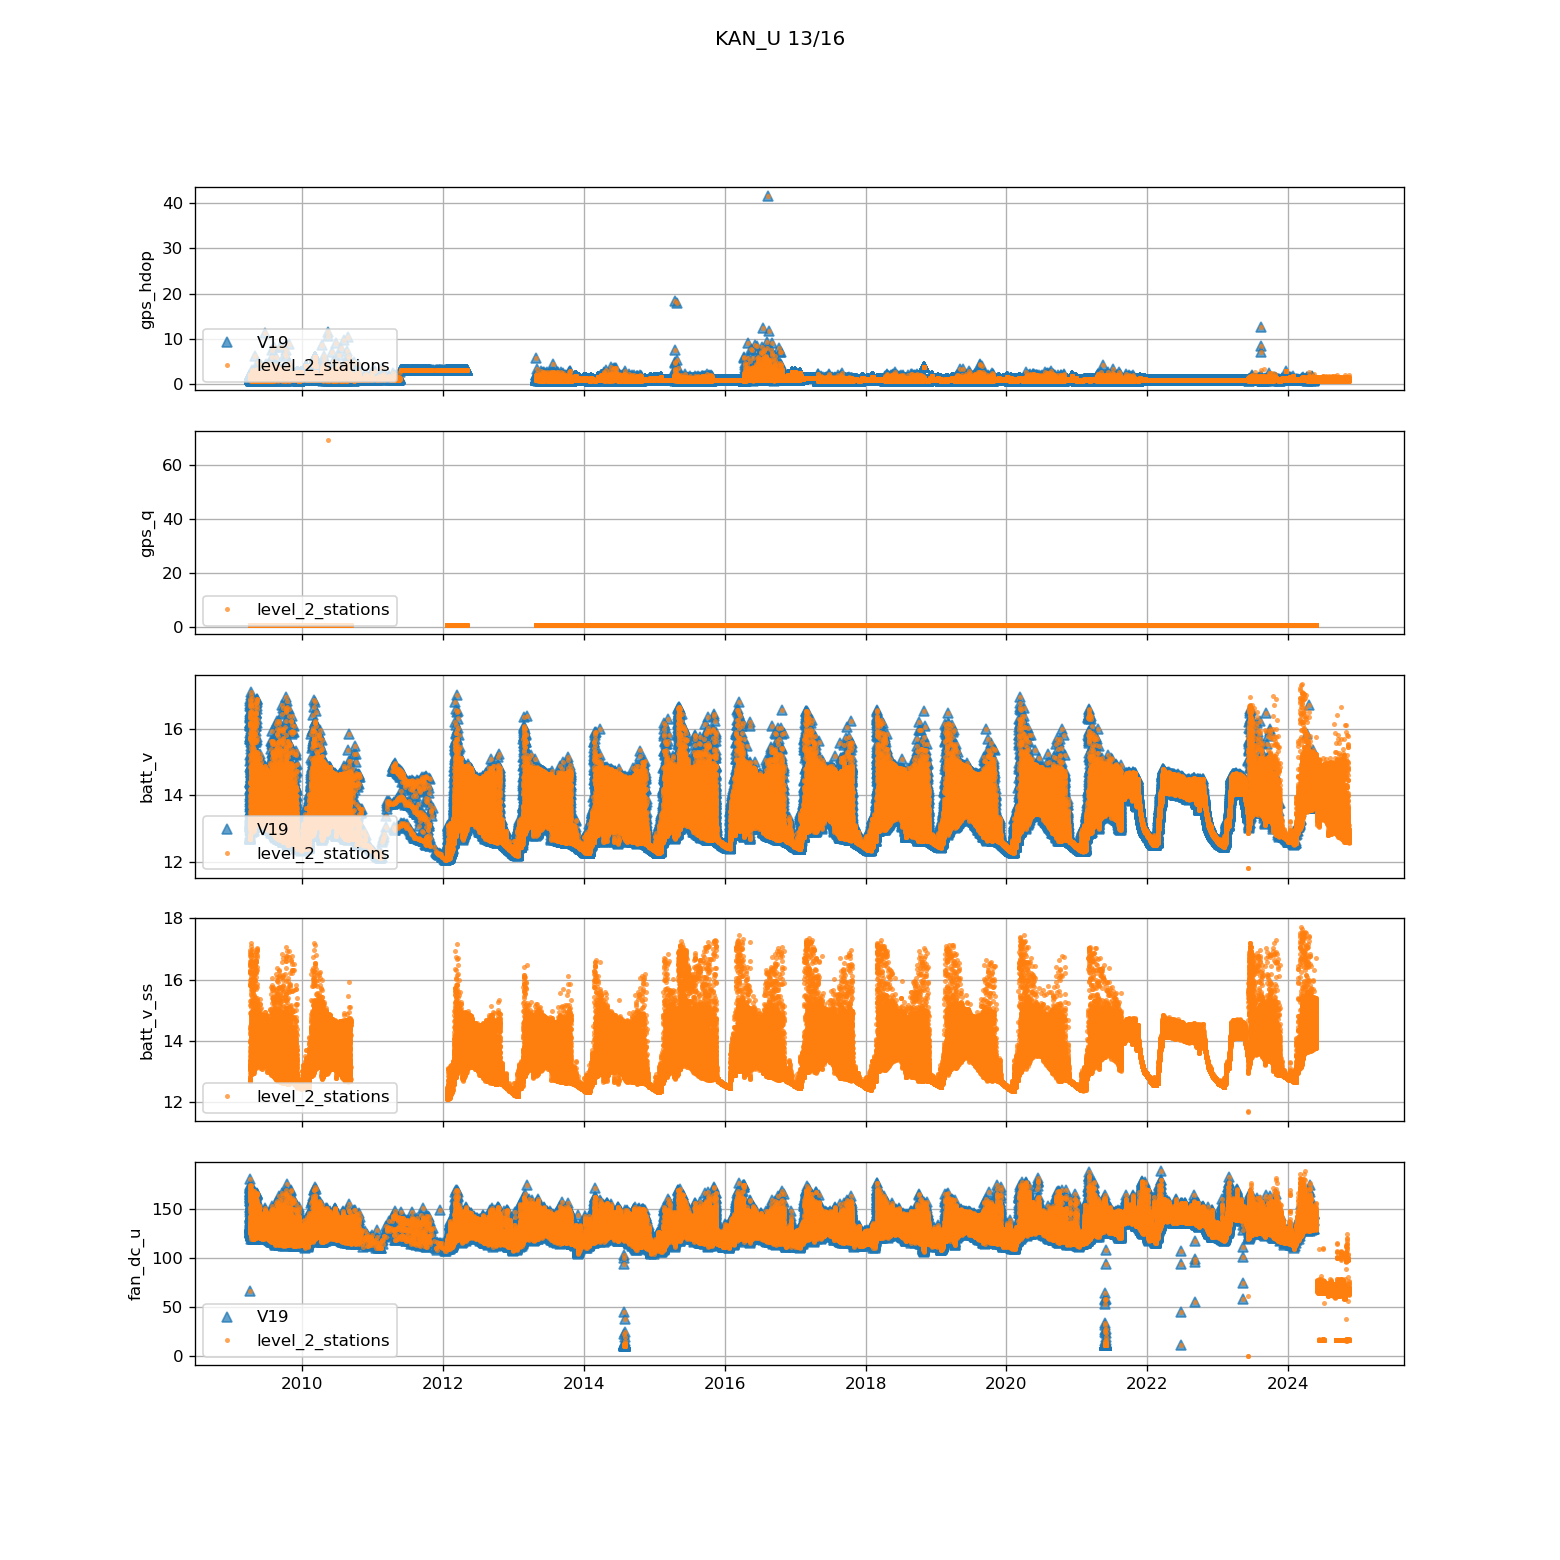 KAN_U 13/16
40
30
20
10
0
gps_hdop
V19
level_2_stations
60
40
20
0
gps_q
level_2_stations
16
14
12
batt_v
V19
level_2_stations
18
16
14
12
batt_v_ss
level_2_stations
150
100
50
0
fan_dc_u
V19
level_2_stations
2010 2012 2014 2016 2018 2020 2022 2024